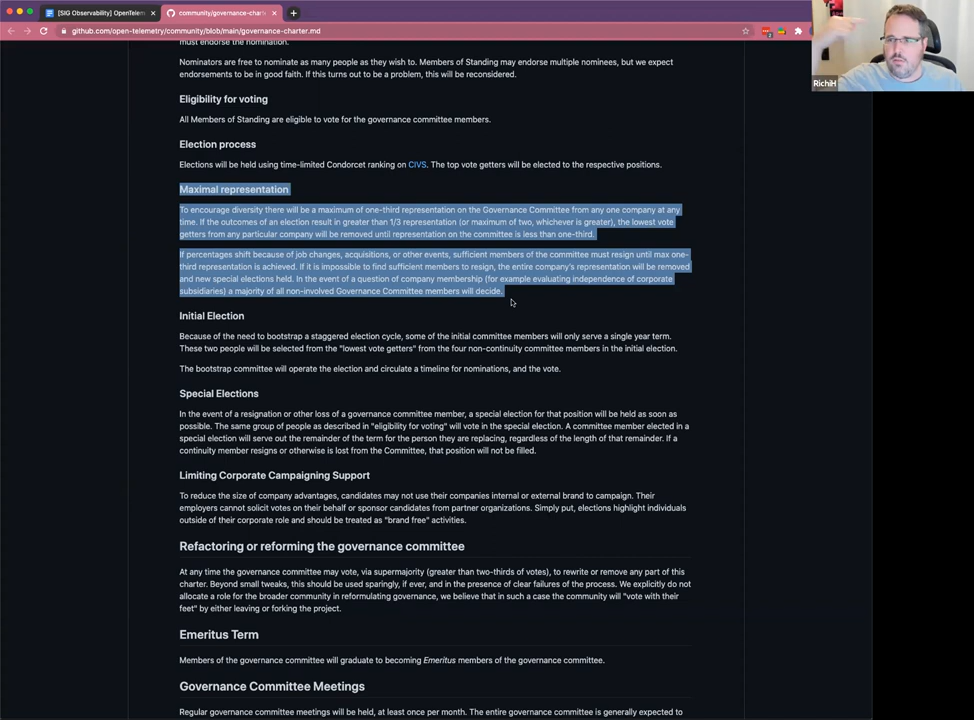 [SIG Observability] OpenTelem
community/governance-charte
github.com/open-telemetry/community/blob/main/governance-charter.md
RichiH
must endorse the nomination.
Nominators are free to nominate as many people as they wish to. Members of Standing may endorse multiple nominees, but we expect
endorsements to be in good faith. If this turns out to be a problem, this will be reconsidered.
Eligibility for voting
All Members of Standing are eligible to vote for the governance committee members.
Election process
Elections will be held using time-limited Condorcet ranking on CIVS. The top vote getters will be elected to the respective positions.
Maximal representation
To encourage diversity there will be a maximum of one-third representation on the Governance Committee from any one company at any
time. If the outcomes of an election result in greater than 1/3 representation (or maximum of two, whichever is greater), the lowest vote
getters from any particular company will be removed until representation on the committee is less than one-third.
If percentages shift because of job changes, acquisitions, or other events, sufficient members of the committee must resign until max one-
third representation is achieved. If it is impossible to find sufficient members to resign, the entire company's representation will be removed
and new special elections held. In the event of a question of company membership (for example evaluating independence of corporate
subsidiaries) a majority of all non-involved Governance Committee members will decide.
Initial Election
Because of the need to bootstrap a staggered election cycle, some of the initial committee members will only serve a single year term.
These two people will be selected from the "lowest vote getters" from the four non-continuity committee members in the initial election.
The bootstrap committee will operate the election and circulate a timeline for nominations, and the vote.
Special Elections
In the event of a resignation or other loss of a governance committee member, a special election for that position will be held as soon as
possible. The same group of people as described in "eligibility for voting" will vote in the special election. A committee member elected in a
special election will serve out the remainder of the term for the person they are replacing, regardless of the length of that remainder. If a
continuity member resigns or otherwise is lost from the Committee, that position will not be filled.
Limiting Corporate Campaigning Support
To reduce the size of company advantages, candidates may not use their companies internal or external brand to campaign. Their
employers cannot solicit votes on their behalf or sponsor candidates from partner organizations. Simply put, elections highlight individuals
outside of their corporate role and should be treated as "brand free" activities.
Refactoring or reforming the governance committee
At any time the governance committee may vote, via supermajority (greater than two-thirds of votes), to rewrite or remove any part of this
charter. Beyond small tweaks, this should be used sparingly, if ever, and in the presence of clear failures of the process. We explicitly do not
allocate a role for the broader community in reformulating governance, we believe that in such a case the community will "vote with their
feet" by either leaving or forking the project.
Emeritus Term
Members of the governance committee will graduate to becoming Emeritus members of the governance committee.
Governance Committee Meetings
Regular governance committee meetings will be held, at least once per month. The entire governance committee is generally expected to